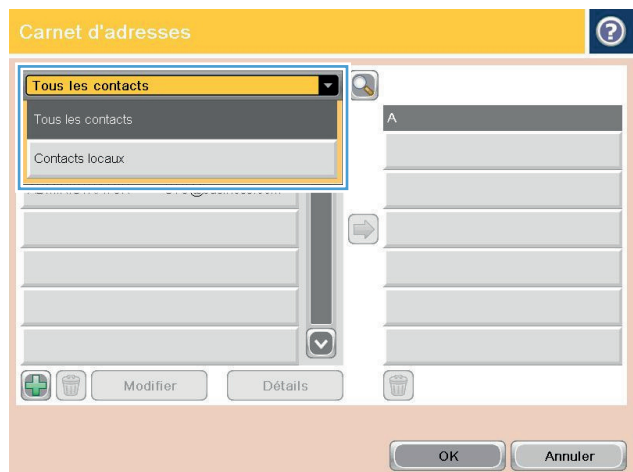 Carnet d'adresses
Tous les contacts
Tous les contacts
A
Contacts locaux
Modifier
Détails
OK
Annuler